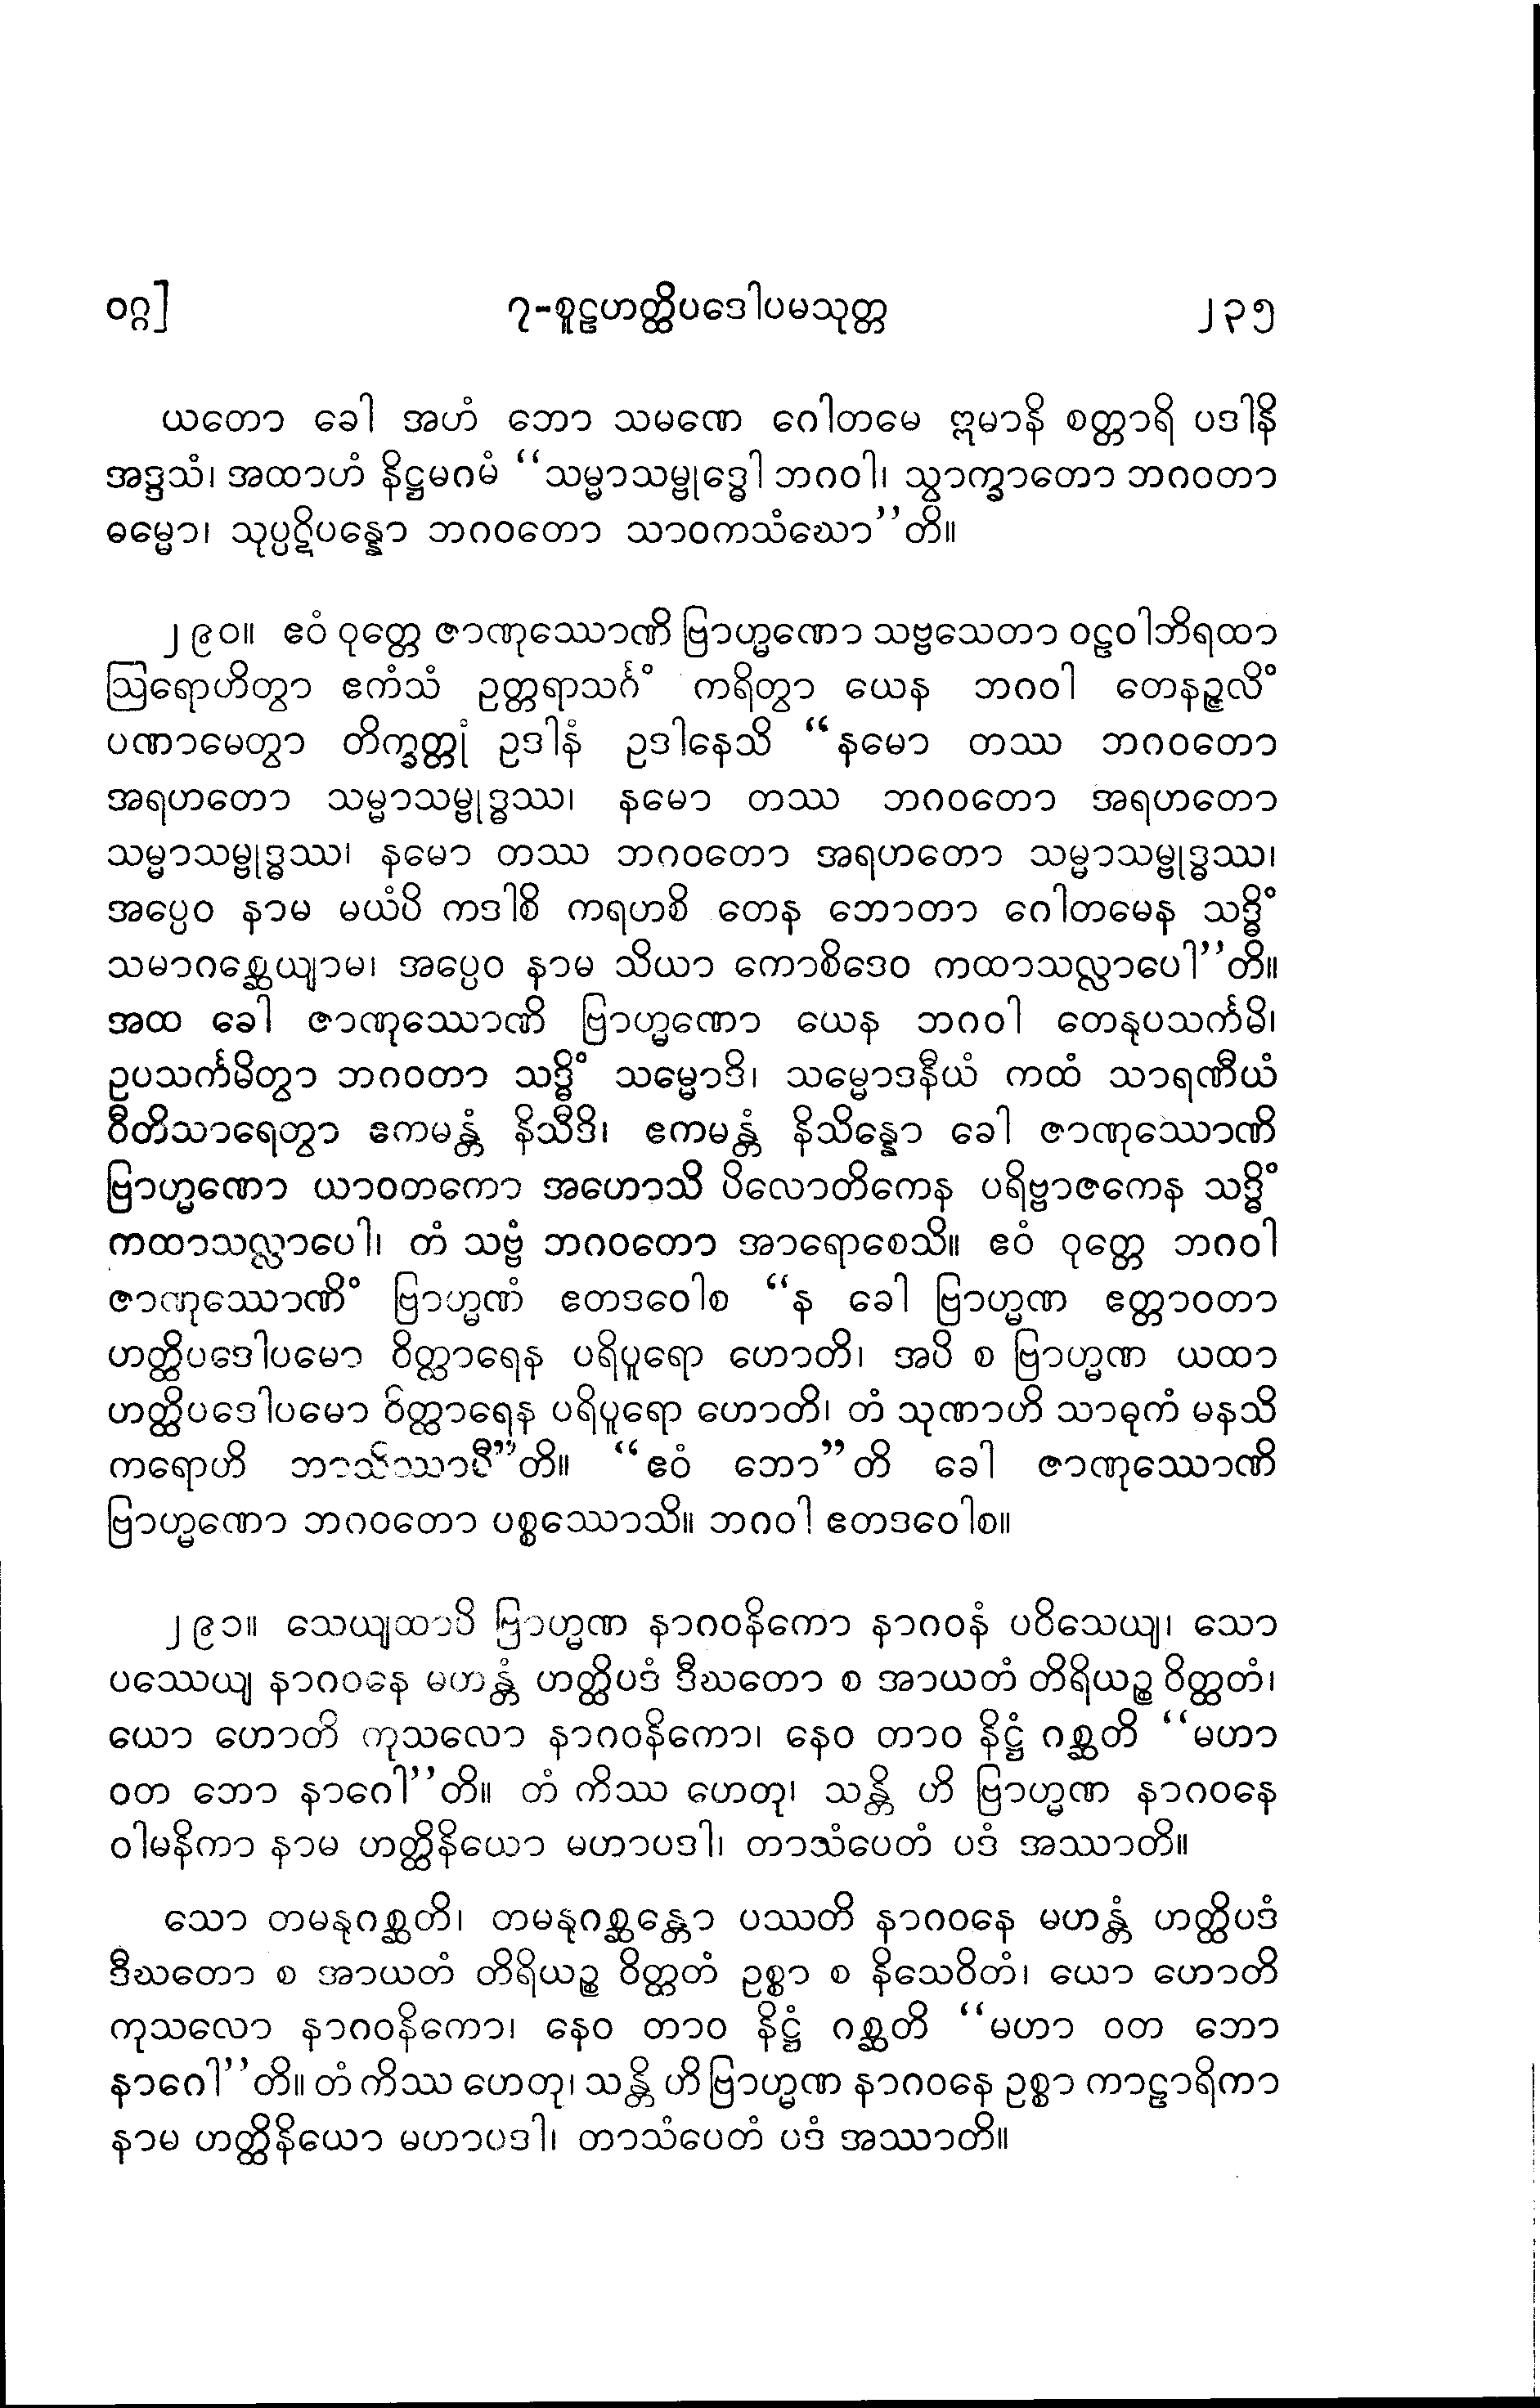 ဝဂ္ဂ]
၇-စူဠဟတ္ထိပဒေါပမသုတ္တ
၂၃၅
ယတော ခေါ အဟံ ဘော သမဏေ ဂေါတမေ ဣမာနိ စတ္တာရိ ပဒါနိ
အဒ္ဒသံ၊ အထာဟံ နိဋ္ဌမဂမံ “သမ္မာသမ္ဗုဒ္ဓေါ ဘဂဝါ၊ သွာက္ခာတော ဘဂဝတာ
ဓမ္မော၊ သုပ္ပဋိပန္နော ဘဂဝတော သာဝကသံဃော”တိ။
၂၉၀။ ဧဝံ ဝုတ္တေ ဇာဏုဿောဏိ ဗြာဟ္မဏော သဗ္ဗသေတာ ဝဠဝါဘိရထာ
ဩရောဟိတွာ ဧကံသံ ဥတ္တရာသင်္ဂံ ကရိတွာ ယေန ဘဂဝါ တေနဉ္ဇလိံ
ပဏာမေတွာ တိက္ခတ္တုံ ဥဒါနံ ဥဒါနေသိ “နမော တဿ ဘဂဝတော
အရဟတော သမ္မာသမ္ဗုဒ္ဓဿ၊ နမော တဿ ဘဂဝတော အရဟတော
သမ္မာသမ္ဗုဒ္ဓဿ၊ နမော တဿ ဘဂဝတော အရဟတော သမ္မာသမ္ဗုဒ္ဓဿ၊
အပ္ပေဝ နာမ မယံပိ ကဒါစိ ကရဟစိ တေန ဘောတာ ဂေါတမေန သဒ္ဓိံ
သမာဂစ္ဆေယျာမ၊ အပ္ပေဝ နာမ သိယာ ကောစိဒေဝ ကထာသလ္လာပေါ”တိ။
အထ ခေါ ဇာဏုဿောဏိ ဗြာဟ္မဏော ယေန ဘဂဝါ တေနုပသင်္ကမိ၊
ဥပသင်္ကမိတွာ ဘဂဝတာ သဒ္ဓိံ သမ္မောဒိ၊ သမ္မောဒနီယံ ကထံ သာရဏီယံ
ဝီတိသာရေတွာ ဧကမန္တံ နိသီဒိ၊ ဧကမန္တံ နိသိန္နော ခေါ ဇာဏုဿောဏိ
ဗြာဟ္မဏော ယာဝတကော အဟောသိ ပိလောတိကေန ပရိဗ္ဗာဇကေန သဒ္ဓိံ
ကထာသလ္လာပေါ၊ တံ သဗ္ဗံ ဘဂဝတော အာရောစေသိ။ ဧဝံ ဝုတ္တေ ဘဂဝါ
ဇာဏုဿောဏိံ ဗြာဟ္မဏံ ဧတဒဝေါစ “န ခေါ ဗြာဟ္မဏ ဧတ္တာဝတာ
ဟတ္ထိပဒေါပမော ဝိတ္ထာရေန ပရိပူရော ဟောတိ၊ အပိ စ ဗြာဟ္မဏ ယထာ
ဟတ္ထိပဒေါပမော ဝိတ္ထာရေန ပရိပူရော ဟောတိ၊ တံ သုဏာဟိ သာဓုကံ မနသိ
ကရောဟိ ဘာသိဿာမီ”တိ။ “ဧဝံ ဘော”တိ ခေါ ဇာဏုဿောဏိ
ဗြာဟ္မဏော ဘဂဝတော ပစ္စဿောသိ။ ဘဂဝါ ဧတဒဝေါစ။
၂၉၁။ သေယျထာပိ ဗြာဟ္မဏ နာဂဝနိကော နာဂဝနံ ပဝိသေယျ၊ သော
ပဿေယျ နာဂဝနေ မဟန္တံ ဟတ္ထိပဒံ ဒီဃတော စ အာယတံ တိရိယဉ္စ ဝိတ္ထတံ၊
ယော ဟောတိ ကုသလော နာဂဝနိကော၊ နေဝ တာဝ နိဋ္ဌံ ဂစ္ဆတိ “မဟာ
ဝတ ဘော နာဂေါ”တိ။ တံ ကိဿ ဟေတု၊ သန္တိ ဟိ ဗြာဟ္မဏ နာဂဝနေ
ဝါမနိကာ နာမ ဟတ္ထိနိယော မဟာပဒါ၊ တာသံပေတံ ပဒံ အဿာတိ။
သော တမနုဂစ္ဆတိ၊ တမနုဂစ္ဆန္တော ပဿတိ နာဂဝနေ မဟန္တံ ဟတ္ထိပဒံ
ဒီဃတော စ အာယတံ တိရိယဉ္စ ဝိတ္ထတံ ဥစ္စာ စ နိသေဝိတံ၊ ယော ဟောတိ
ကုသလော နာဂဝနိကော၊ နေဝ တာဝ နိဋ္ဌံ ဂစ္ဆတိ “မဟာ ဝတ ဘော
နာဂေါ”တိ။ တံ ကိဿ ဟေတု၊ သန္တိ ဟိ ဗြာဟ္မဏ နာဂဝနေ ဥစ္စာ ကာဠာရိကာ
နာမ ဟတ္ထိနိယော မဟာပဒါ၊ တာသံပေတံ ပဒံ အဿာတိ။